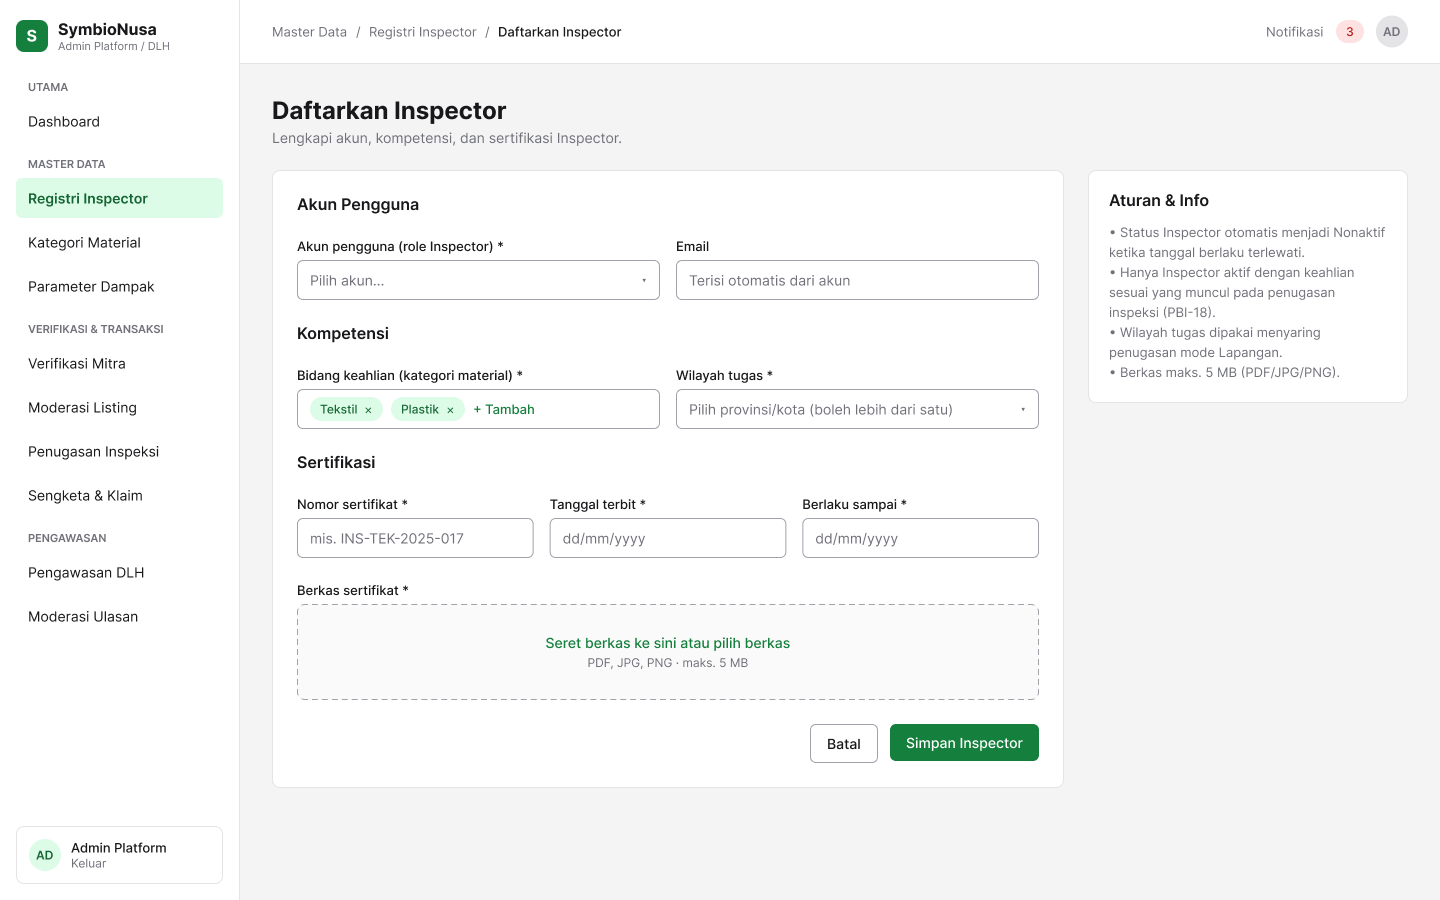 S
SymbioNusa
Admin Platform / DLH
UTAMA
Dashboard
MASTER DATA
Registri Inspector
Kategori Material
Parameter Dampak
VERIFIKASI & TRANSAKSI
Verifikasi Mitra
Moderasi Listing
Penugasan Inspeksi
Sengketa & Klaim
PENGAWASAN
Pengawasan DLH
Moderasi Ulasan
AD
Admin Platform
Keluar
Master Data / Registri Inspector / Daftarkan Inspector
Notifikasi 3 AD
Daftarkan Inspector
Lengkapi akun, kompetensi, dan sertifikasi Inspector.
Akun Pengguna
Akun pengguna (role Inspector) *
Pilih akun...
Email
Terisi otomatis dari akun
Kompetensi
Bidang keahlian (kategori material) *
Tekstil × Plastik × + Tambah
Wilayah tugas *
Pilih provinsi/kota (boleh lebih dari satu)
Sertifikasi
Nomor sertifikat *
mis. INS-TEK-2025-017
Tanggal terbit *
dd/mm/yyyy
Berlaku sampai *
dd/mm/yyyy
Berkas sertifikat *
Seret berkas ke sini atau pilih berkas
PDF, JPG, PNG · maks. 5 MB
Batal
Simpan Inspector
Aturan & Info
• Status Inspector otomatis menjadi Nonaktif
ketika tanggal berlaku terlewati.
• Hanya Inspector aktif dengan keahlian
sesuai yang muncul pada penugasan
inspeksi (PBI-18).
• Wilayah tugas dipakai menyaring
penugasan mode Lapangan.
• Berkas maks. 5 MB (PDF/JPG/PNG).